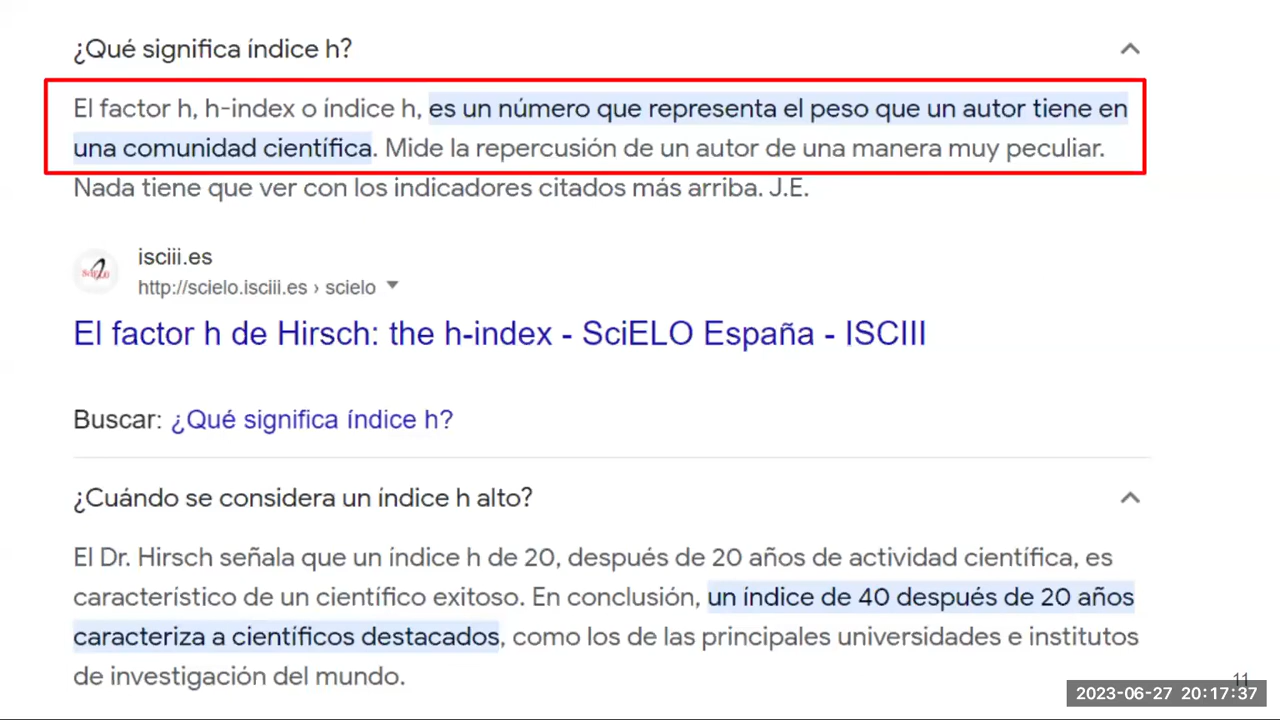 ¿Qué significa índice h?
El factor h, h-index o índice h, es un número que representa el peso que un autor tiene en
una comunidad científica. Mide la repercusión de un autor de una manera muy peculiar.
Nada tiene que ver con los indicadores citados más arriba. J.E.
SciELO
isciii.es
http://scielo.isciii.es › scielo
El factor h de Hirsch: the h-index - SciELO España - ISCIII
Buscar: ¿Qué significa índice h?
¿Cuándo se considera un índice h alto?
El Dr. Hirsch señala que un índice h de 20, después de 20 años de actividad científica, es
característico de un científico exitoso. En conclusión, un índice de 40 después de 20 años
caracteriza a científicos destacados, como los de las principales universidades e institutos
de investigación del mundo.
11
2023-06-27 20:17:37